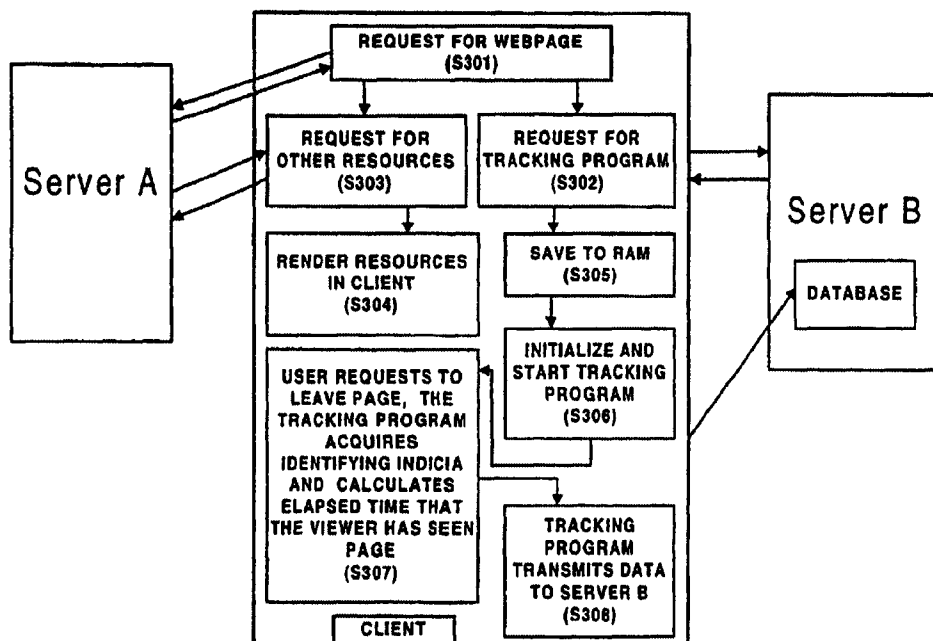 REQUEST FOR WEBPAGE
(S301)
Server A
REQUEST FOR
OTHER RESOURCES
(S303)
REQUEST FOR
TRACKING PROGRAM
(S302)
Server B
DATABASE
RENDER RESOURCES
IN CLIENT
(S304)
SAVE TO RAM
(S305)
INITIALIZE AND
START TRACKING
PROGRAM
(S306)
USER REQUESTS TO
LEAVE PAGE, THE
TRACKING PROGRAM
ACQUIRES
IDENTIFYING INDICIA
AND CALCULATES
ELAPSED TIME THAT
THE VIEWER HAS SEEN
PAGE
(S307)
TRACKING
PROGRAM
TRANSMITS DATA
TO SERVER B
(S308)
CLIENT